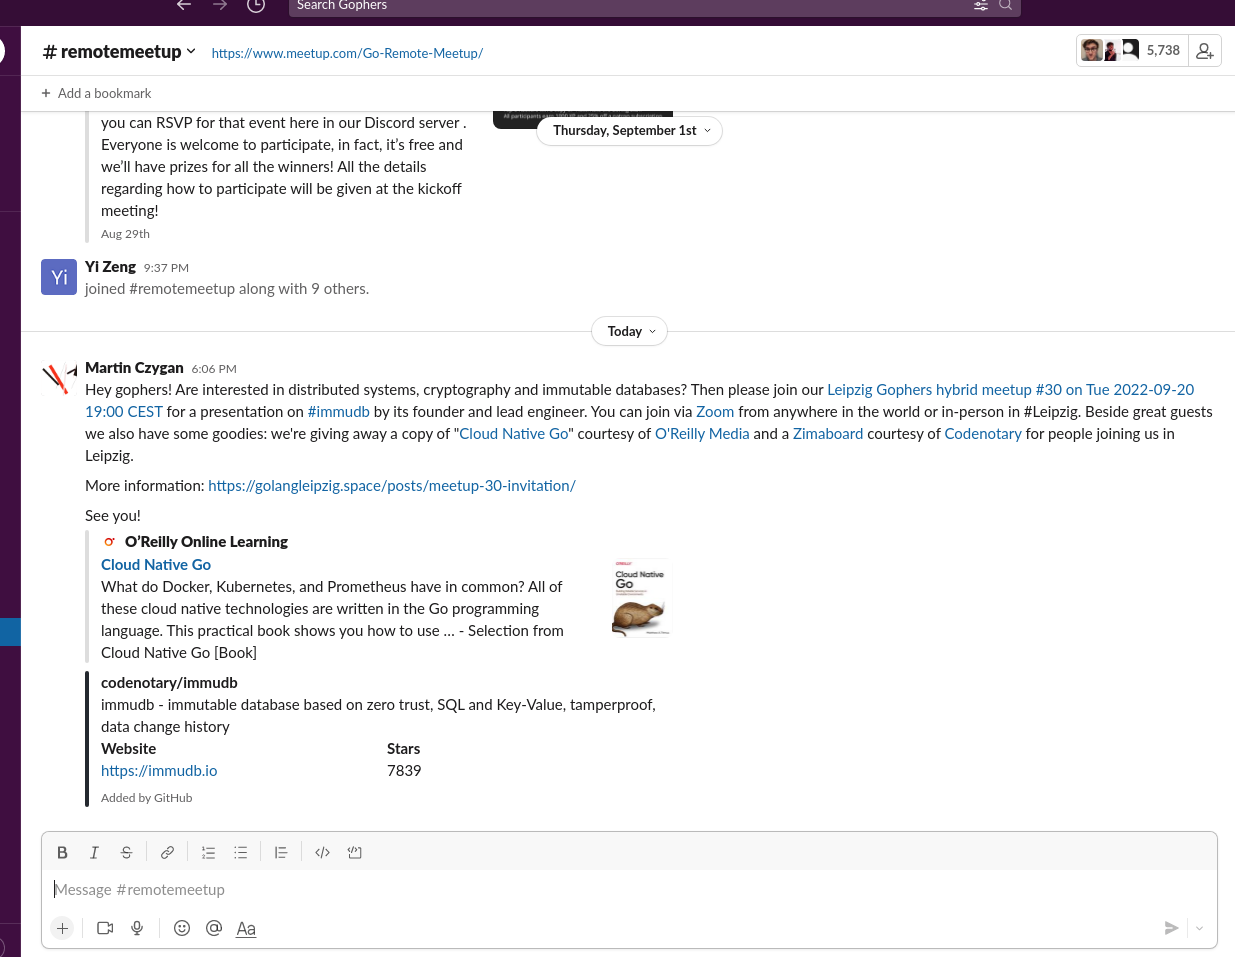 Search Gophers
# remotemeetup
https://www.meetup.com/Go-Remote-Meetup/
5,738
+ Add a bookmark
Thursday, September 1st
you can RSVP for that event here in our Discord server .
Everyone is welcome to participate, in fact, it's free and
we'll have prizes for all the winners! All the details
regarding how to participate will be given at the kickoff
meeting!
Aug 29th
Yi
Yi Zeng 9:37 PM
joined #remotemeetup along with 9 others.
Today
Martin Czygan 6:06 PM
Hey gophers! Are interested in distributed systems, cryptography and immutable databases? Then please join our Leipzig Gophers hybrid meetup #30 on Tue 2022-09-20
19:00 CEST for a presentation on #immudb by its founder and lead engineer. You can join via Zoom from anywhere in the world or in-person in #Leipzig. Beside great guests
we also have some goodies: we're giving away a copy of "Cloud Native Go" courtesy of O'Reilly Media and a Zimaboard courtesy of Codenotary for people joining us in
Leipzig.
More information: https://golangleipzig.space/posts/meetup-30-invitation/
See you!
O'Reilly Online Learning
Cloud Native Go
What do Docker, Kubernetes, and Prometheus have in common? All of
these cloud native technologies are written in the Go programming
language. This practical book shows you how to use ... - Selection from
Cloud Native Go [Book]
Cloud Native
Go
codenotary/immudb
immudb - immutable database based on zero trust, SQL and Key-Value, tamperproof,
data change history
Website Stars
https://immudb.io 7839
Added by GitHub
Message #remotemeetup
Aa